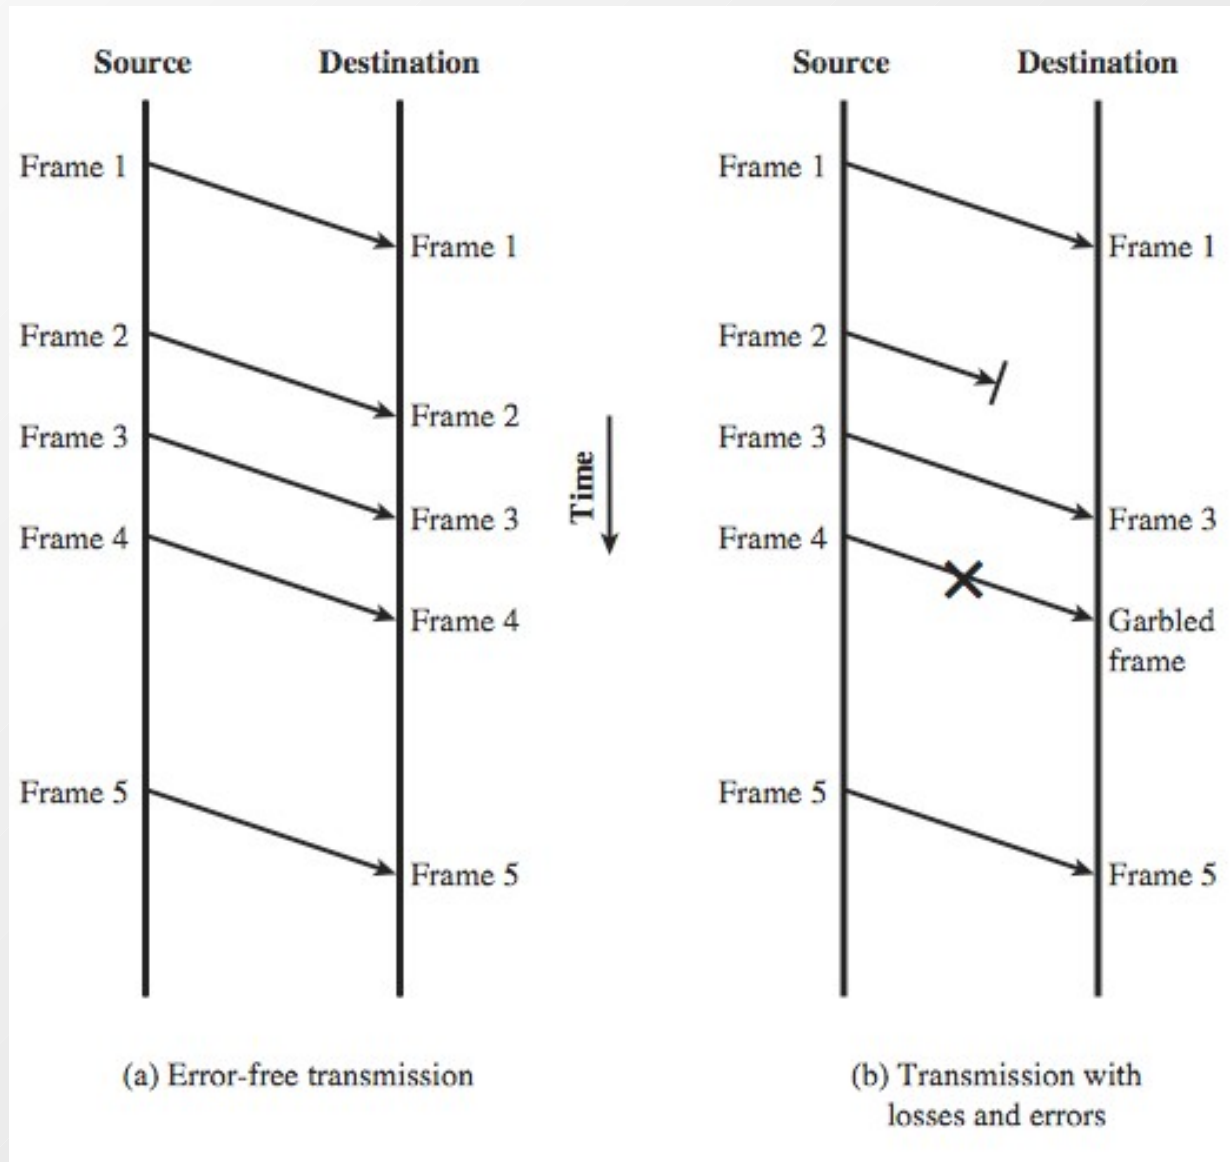 Source
Destination
Frame 1
Frame 1
Frame 2
Frame 2
Frame 3
Frame 3
Frame 4
Frame 4
Frame 5
Frame 5
(a) Error-free transmission
Time
Source
Destination
Frame 1
Frame 1
Frame 2
Frame 3
Frame 3
Frame 4
Garbled
frame
Frame 5
Frame 5
(b) Transmission with
losses and errors